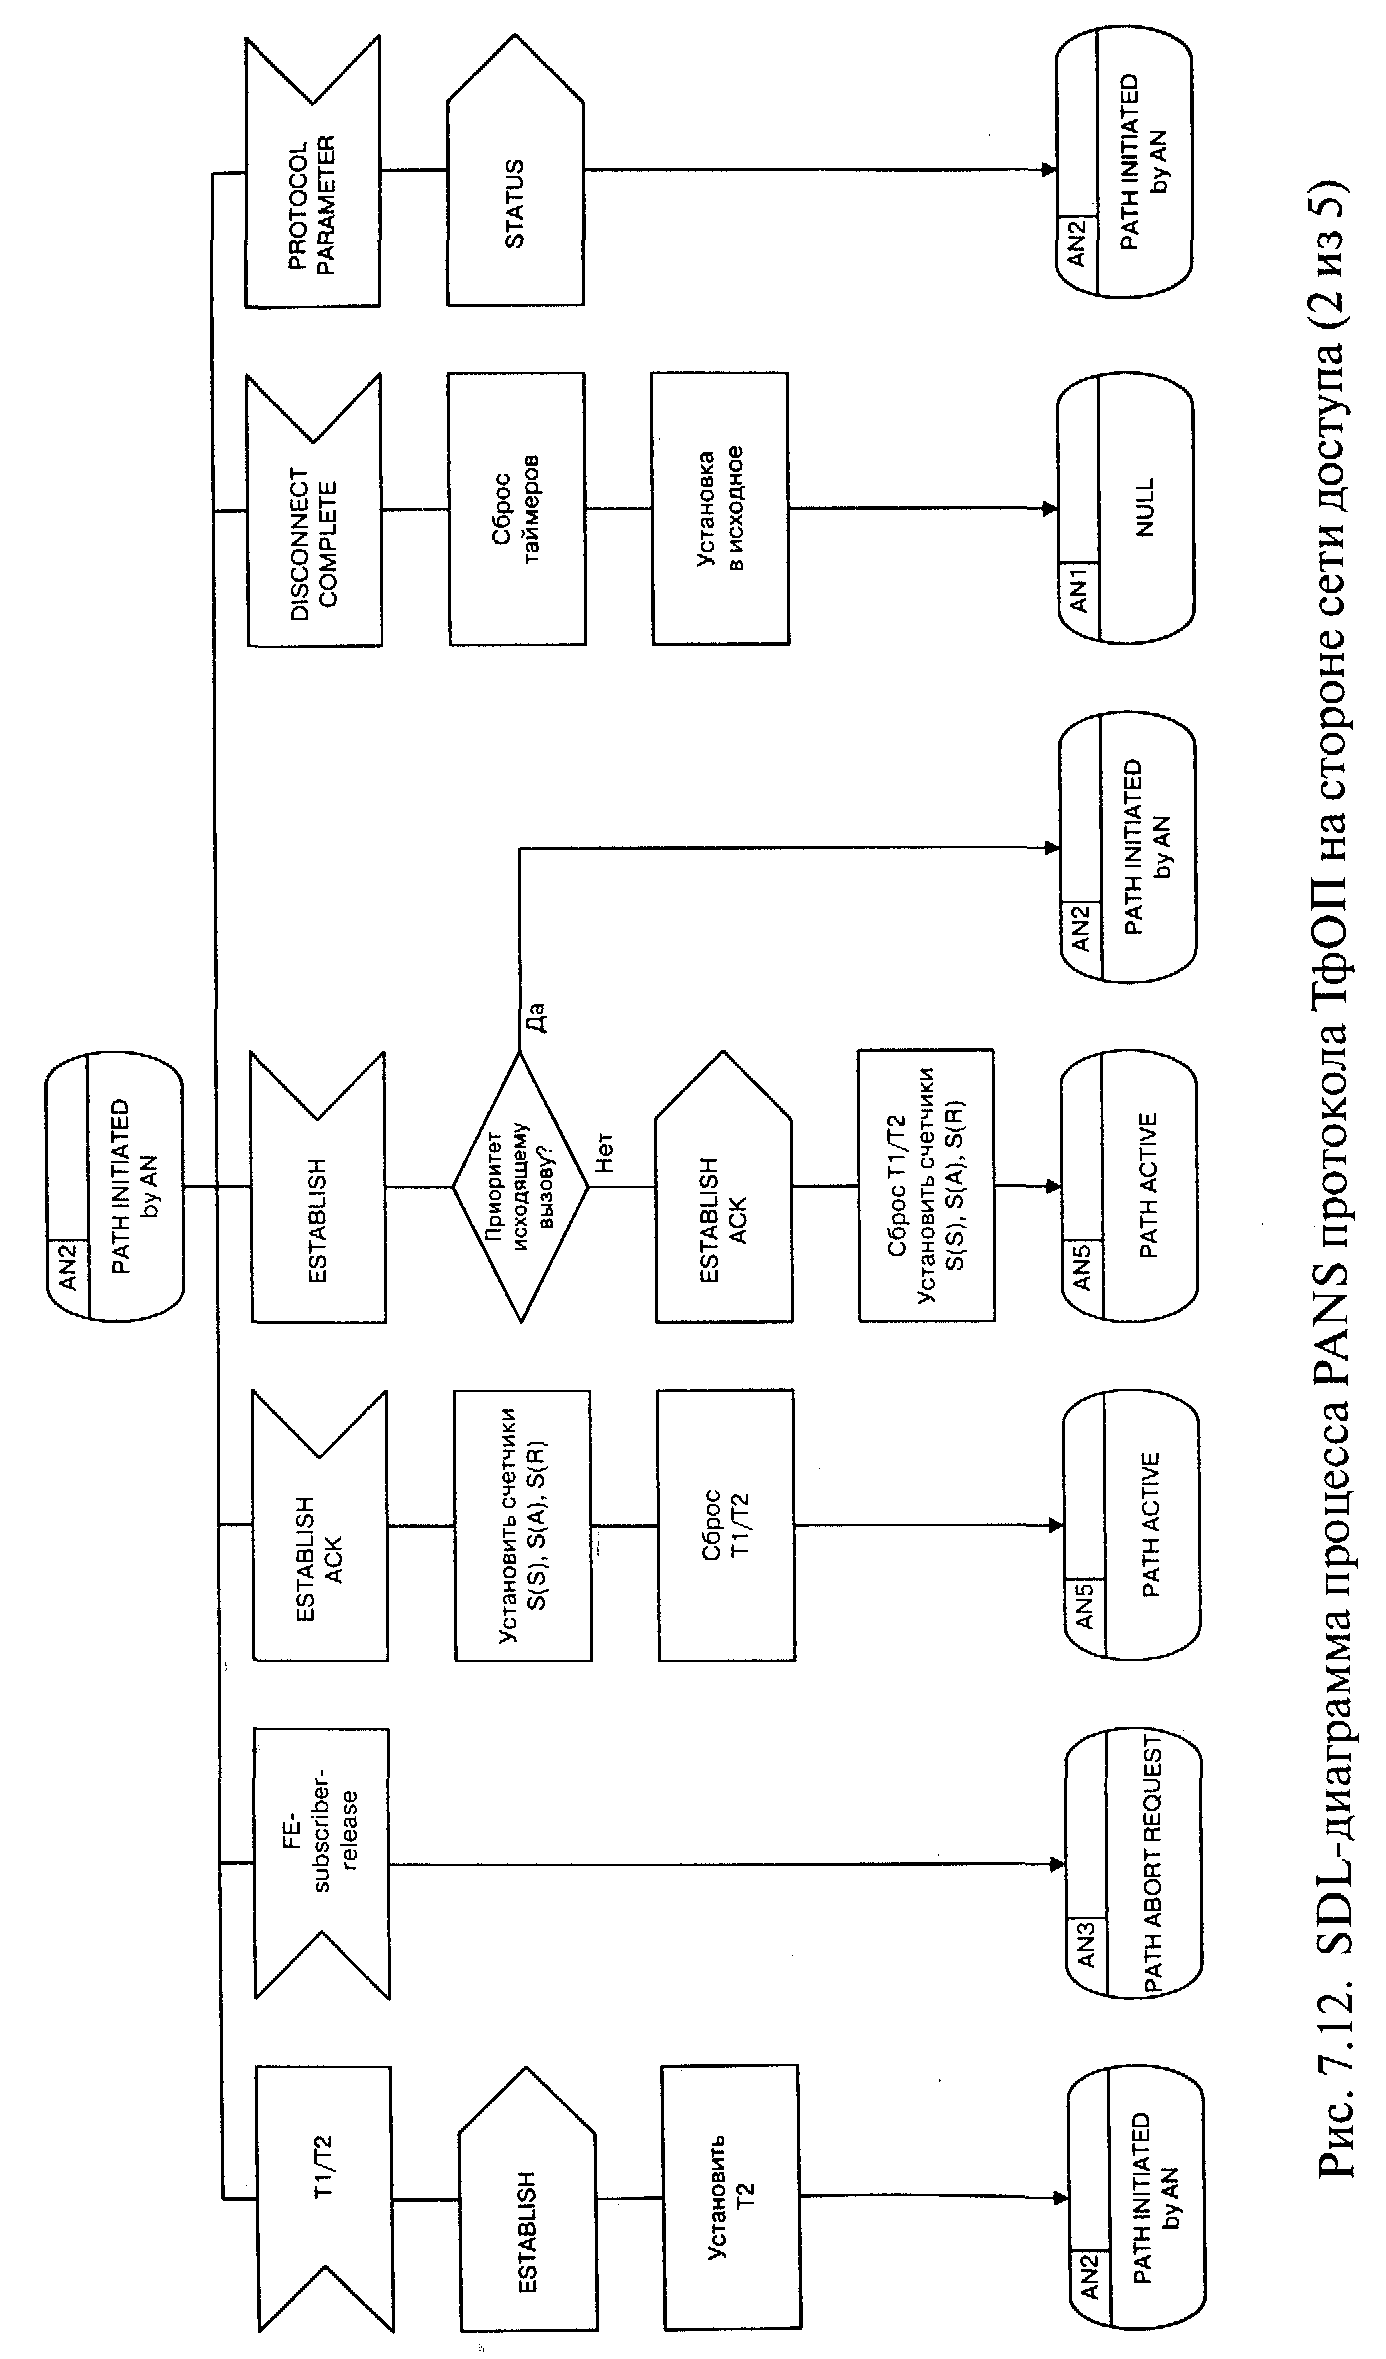 AN2
PATH INITIATED
by AN
T1/T2
ESTABLISH
Установить
T2
AN2
PATH INITIATED
by AN
FE-
subscriber-
release
AN3
PATH ABORT REQUEST
ESTABLISH
ACK
Установить счетчики
S(S), S(A), S(R)
Сброс
T1/T2
AN5
PATH ACTIVE
ESTABLISH
Приоритет
исходящему
вызову?
Да
Нет
ESTABLISH
ACK
Сброс T1/T2
Установить счетчики
S(S), S(A), S(R)
AN5
PATH ACTIVE
AN2
PATH INITIATED
by AN
DISCONNECT
COMPLETE
Сброс
таймеров
Установка
в исходное
AN1
NULL
PROTOCOL
PARAMETER
STATUS
AN2
PATH INITIATED
by AN
Рис. 7.12. SDL-диаграмма процесса PANS протокола ТфОП на стороне сети доступа (2 из 5)